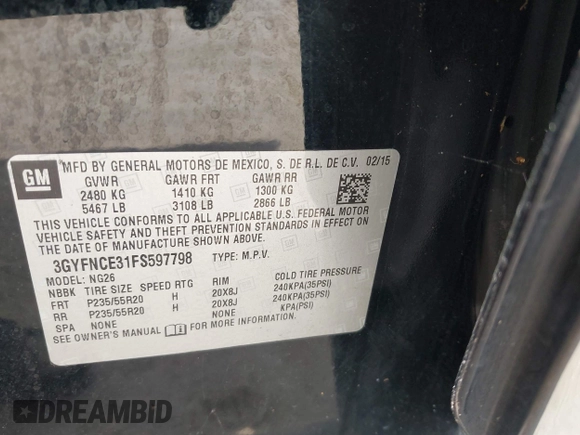 GM
MFD BY GENERAL MOTORS DE MEXICO, S. DE R.L. DE C.V. 02/15
GVWR GAWR FRT GAWR RR
2480 KG 1410 KG 1300 KG
5467 LB 3108 LB 2866 LB
THIS VEHICLE CONFORMS TO ALL APPLICABLE U.S. FEDERAL MOTOR
VEHICLE SAFETY AND THEFT PREVENTION STANDARDS IN EFFECT ON
THE DATE OF MANUFACTURE SHOWN ABOVE.
3GYFNCE31FS597798 TYPE: M.P.V.
MODEL: NG26
NBBK TIRE SIZE SPEED RTG RIM COLD TIRE PRESSURE
FRT P235/55R20 H 20X8J 240KPA(35PSI)
RR P235/55R20 H 20X8J 240KPA(35PSI)
SPA NONE NONE KPA(PSI)
SEE OWNER'S MANUAL FOR MORE INFORMATION.
DREAMBID